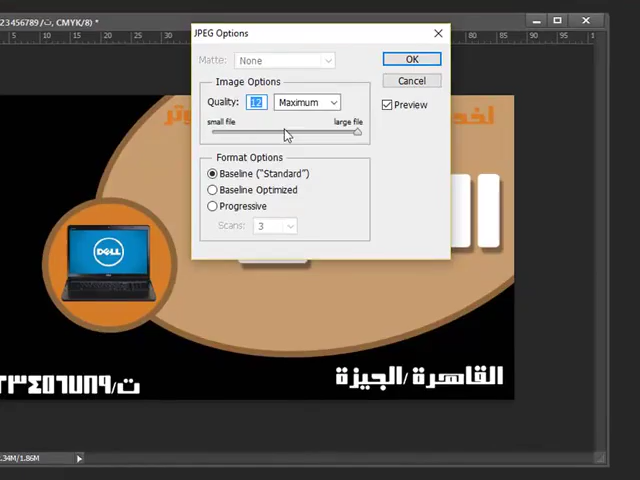 23456789 /ت, CMYK/8) *
JPEG Options
Matte: None
OK
Image Options
Cancel
Quality: 12 Maximum
Preview
small file large file
Format Options
Baseline ("Standard")
Baseline Optimized
Progressive
Scans: 3
DELL
القاهرة /الجيزة
ت/٢٣٤٥٦٧٨٩
.34M/1.86M